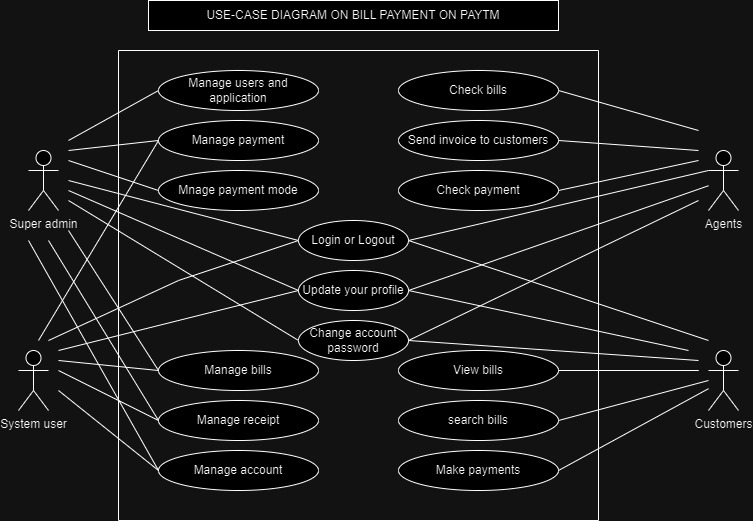 USE-CASE DIAGRAM ON BILL PAYMENT ON PAYTM
Manage users and
application
Check bills
Manage payment
Send invoice to customers
Mnage payment mode
Check payment
Super admin
Agents
Login or Logout
Update your profile
Change account
password
Manage bills
View bills
System user
Manage receipt
search bills
Customers
Manage account
Make payments